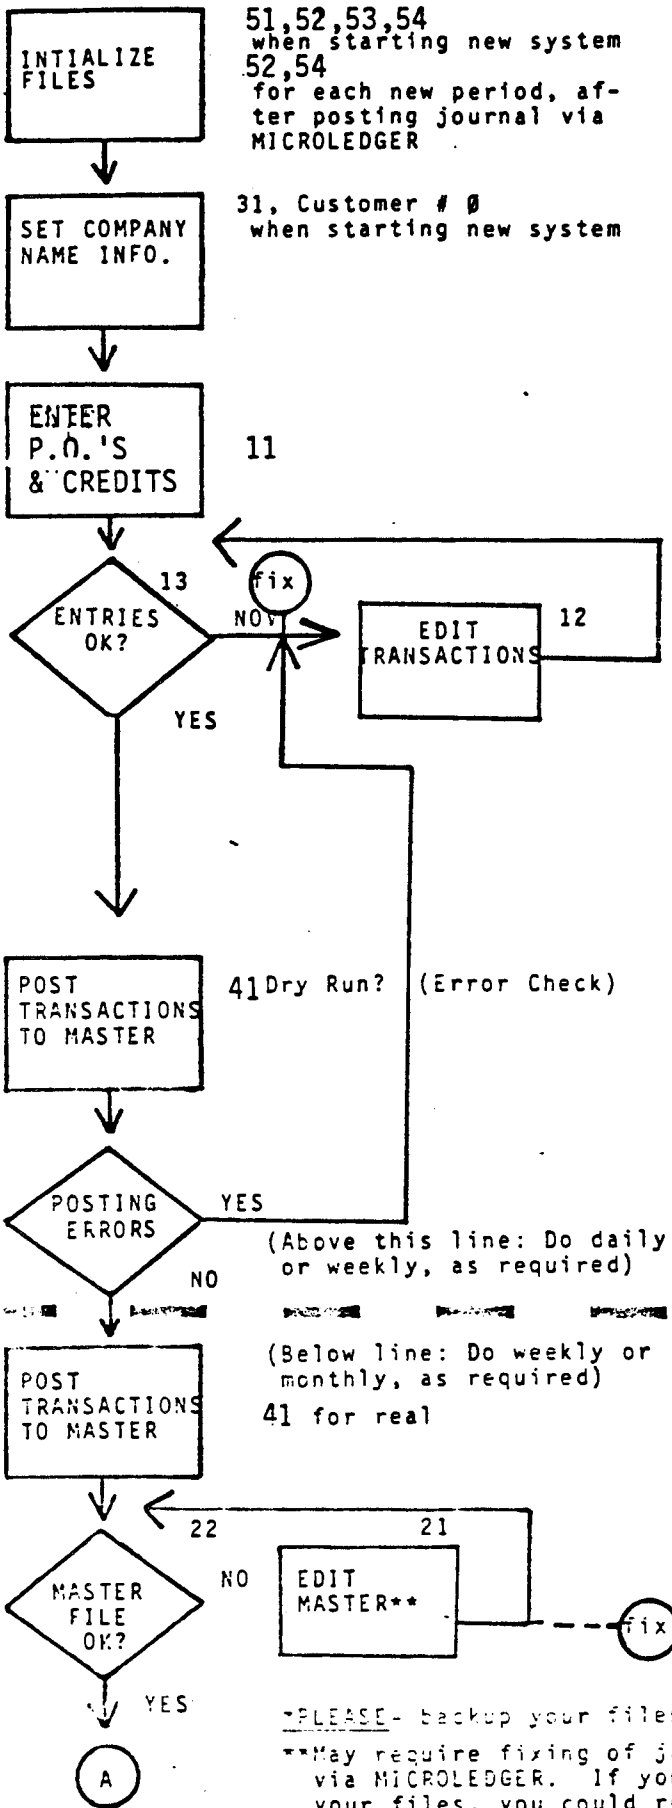 INTIALIZE
FILES
51,52,53,54
when starting new system
52,54
for each new period, af-
ter posting journal via
MICROLEDGER
SET COMPANY
NAME INFO.
31, Customer # Ø
when starting new system
ENTER
P.O.'S
& CREDITS
11
13
ENTRIES
OK?
NO
fix
EDIT
TRANSACTIONS
12
YES
POST
TRANSACTIONS
TO MASTER
41 Dry Run? (Error Check)
POSTING
ERRORS
YES
(Above this line: Do daily
or weekly, as required)
NO
(Below line: Do weekly or
monthly, as required)
POST
TRANSACTIONS
TO MASTER
41 for real
22
21
MASTER
FILE
OK?
NO
EDIT
MASTER**
fix
YES
*PLEASE- backup your file
**May require fixing of j
via MICROLEDGER. If yo
your files, you could r
A